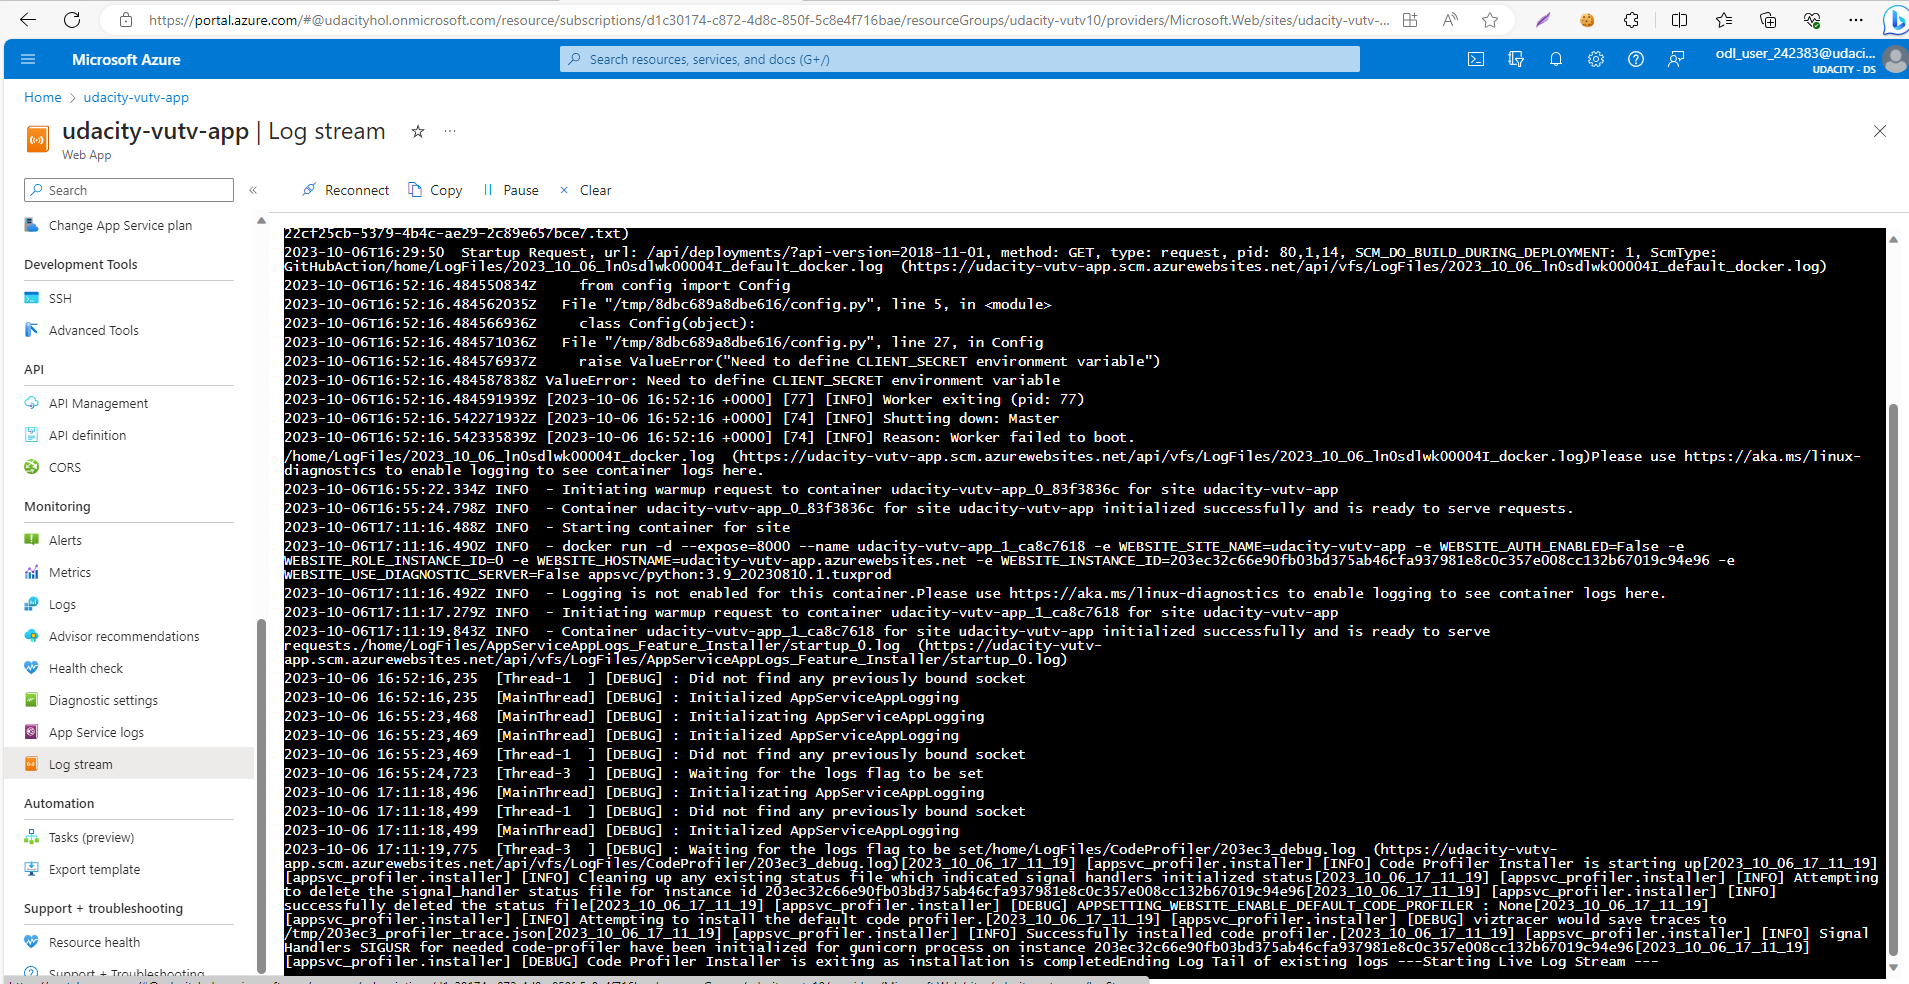 https://portal.azure.com/#@udacityhol.onmicrosoft.com/resource/subscriptions/d1c30174-c872-4d8c-850f-5c8e4f716bae/resourceGroups/udacity-vutv10/providers/Microsoft.Web/sites/udacity-vutv-...
Microsoft Azure
Search resources, services, and docs (G+/)
odl_user_242383@udaci...
UDACITY - DS
Home > udacity-vutv-app
udacity-vutv-app | Log stream
Web App
Search
Reconnect
Copy
Pause
Clear
Change App Service plan
Development Tools
SSH
Advanced Tools
API
API Management
API definition
CORS
Monitoring
Alerts
Metrics
Logs
Advisor recommendations
Health check
Diagnostic settings
App Service logs
Log stream
Automation
Tasks (preview)
Export template
Support + troubleshooting
Resource health
Support + Troubleshooting
22cf25cb-5379-4b4c-ae29-2c89e657bce7.txt)
2023-10-06T16:29:50  Startup Request, url: /api/deployments/?api-version=2018-11-01, method: GET, type: request, pid: 80,1,14, SCM_DO_BUILD_DURING_DEPLOYMENT: 1, ScmType:
GitHubAction/home/LogFiles/2023_10_06_ln0sdlwk00004I_default_docker.log  (https://udacity-vutv-app.scm.azurewebsites.net/api/vfs/LogFiles/2023_10_06_ln0sdlwk00004I_default_docker.log)
2023-10-06T16:52:16.484550834Z     from config import Config
2023-10-06T16:52:16.484562035Z   File "/tmp/8dbc689a8dbe616/config.py", line 5, in <module>
2023-10-06T16:52:16.484566936Z     class Config(object):
2023-10-06T16:52:16.484571036Z   File "/tmp/8dbc689a8dbe616/config.py", line 27, in Config
2023-10-06T16:52:16.484576937Z     raise ValueError("Need to define CLIENT_SECRET environment variable")
2023-10-06T16:52:16.484587838Z ValueError: Need to define CLIENT_SECRET environment variable
2023-10-06T16:52:16.484591939Z [2023-10-06 16:52:16 +0000] [77] [INFO] Worker exiting (pid: 77)
2023-10-06T16:52:16.542271932Z [2023-10-06 16:52:16 +0000] [74] [INFO] Shutting down: Master
2023-10-06T16:52:16.542335839Z [2023-10-06 16:52:16 +0000] [74] [INFO] Reason: Worker failed to boot.
/home/LogFiles/2023_10_06_ln0sdlwk00004I_docker.log  (https://udacity-vutv-app.scm.azurewebsites.net/api/vfs/LogFiles/2023_10_06_ln0sdlwk00004I_docker.log)Please use https://aka.ms/linux-
diagnostics to enable logging to see container logs here.
2023-10-06T16:55:22.334Z INFO  - Initiating warmup request to container udacity-vutv-app_0_83f3836c for site udacity-vutv-app
2023-10-06T16:55:24.798Z INFO  - Container udacity-vutv-app_0_83f3836c for site udacity-vutv-app initialized successfully and is ready to serve requests.
2023-10-06T17:11:16.488Z INFO  - Starting container for site
2023-10-06T17:11:16.490Z INFO  - docker run -d --expose=8000 --name udacity-vutv-app_1_ca8c7618 -e WEBSITE_SITE_NAME=udacity-vutv-app -e WEBSITE_AUTH_ENABLED=False -e
WEBSITE_ROLE_INSTANCE_ID=0 -e WEBSITE_HOSTNAME=udacity-vutv-app.azurewebsites.net -e WEBSITE_INSTANCE_ID=203ec32c66e90fb03bd375ab46cfa937981e8c0c357e008cc132b67019c94e96 -e
WEBSITE_USE_DIAGNOSTIC_SERVER=False appsvc/python:3.9_20230810.1.tuxprod
2023-10-06T17:11:16.492Z INFO  - Logging is not enabled for this container.Please use https://aka.ms/linux-diagnostics to enable logging to see container logs here.
2023-10-06T17:11:17.279Z INFO  - Initiating warmup request to container udacity-vutv-app_1_ca8c7618 for site udacity-vutv-app
2023-10-06T17:11:19.843Z INFO  - Container udacity-vutv-app_1_ca8c7618 for site udacity-vutv-app initialized successfully and is ready to serve
requests./home/LogFiles/AppServiceAppLogs_Feature_Installer/startup_0.log  (https://udacity-vutv-
app.scm.azurewebsites.net/api/vfs/LogFiles/AppServiceAppLogs_Feature_Installer/startup_0.log)
2023-10-06 16:52:16,235  [Thread-1  ] [DEBUG] : Did not find any previously bound socket
2023-10-06 16:52:16,235  [MainThread] [DEBUG] : Initialized AppServiceAppLogging
2023-10-06 16:55:23,468  [MainThread] [DEBUG] : Initializating AppServiceAppLogging
2023-10-06 16:55:23,469  [MainThread] [DEBUG] : Initialized AppServiceAppLogging
2023-10-06 16:55:23,469  [Thread-1  ] [DEBUG] : Did not find any previously bound socket
2023-10-06 16:55:24,723  [Thread-3  ] [DEBUG] : Waiting for the logs flag to be set
2023-10-06 17:11:18,496  [MainThread] [DEBUG] : Initializating AppServiceAppLogging
2023-10-06 17:11:18,499  [Thread-1  ] [DEBUG] : Did not find any previously bound socket
2023-10-06 17:11:18,499  [MainThread] [DEBUG] : Initialized AppServiceAppLogging
2023-10-06 17:11:19,775  [Thread-3  ] [DEBUG] : Waiting for the logs flag to be set/home/LogFiles/CodeProfiler/203ec3_debug.log  (https://udacity-vutv-
app.scm.azurewebsites.net/api/vfs/LogFiles/CodeProfiler/203ec3_debug.log)[2023_10_06_17_11_19] [appsvc_profiler.installer] [INFO] Code Profiler Installer is starting up[2023_10_06_17_11_19]
[appsvc_profiler.installer] [INFO] Cleaning up any existing status file which indicated signal handlers initialized status[2023_10_06_17_11_19] [appsvc_profiler.installer] [INFO] Attempting
to delete the signal_handler status file for instance id 203ec32c66e90fb03bd375ab46cfa937981e8c0c357e008cc132b67019c94e96[2023_10_06_17_11_19] [appsvc_profiler.installer] [INFO]
successfully deleted the status file[2023_10_06_17_11_19] [appsvc_profiler.installer] [DEBUG] APPSETTING_WEBSITE_ENABLE_DEFAULT_CODE_PROFILER : None[2023_10_06_17_11_19]
[appsvc_profiler.installer] [INFO] Attempting to install the default code profiler.[2023_10_06_17_11_19] [appsvc_profiler.installer] [DEBUG] viztracer would save traces to
/tmp/203ec3_profiler_trace.json[2023_10_06_17_11_19] [appsvc_profiler.installer] [INFO] Successfully installed code profiler.[2023_10_06_17_11_19] [appsvc_profiler.installer] [INFO] Signal
Handlers SIGUSR for needed code-profiler have been initialized for gunicorn process on instance 203ec32c66e90fb03bd375ab46cfa937981e8c0c357e008cc132b67019c94e96[2023_10_06_17_11_19]
[appsvc_profiler.installer] [DEBUG] Code Profiler Installer is exiting as installation is completedEnding Log Tail of existing logs ---Starting Live Log Stream ---